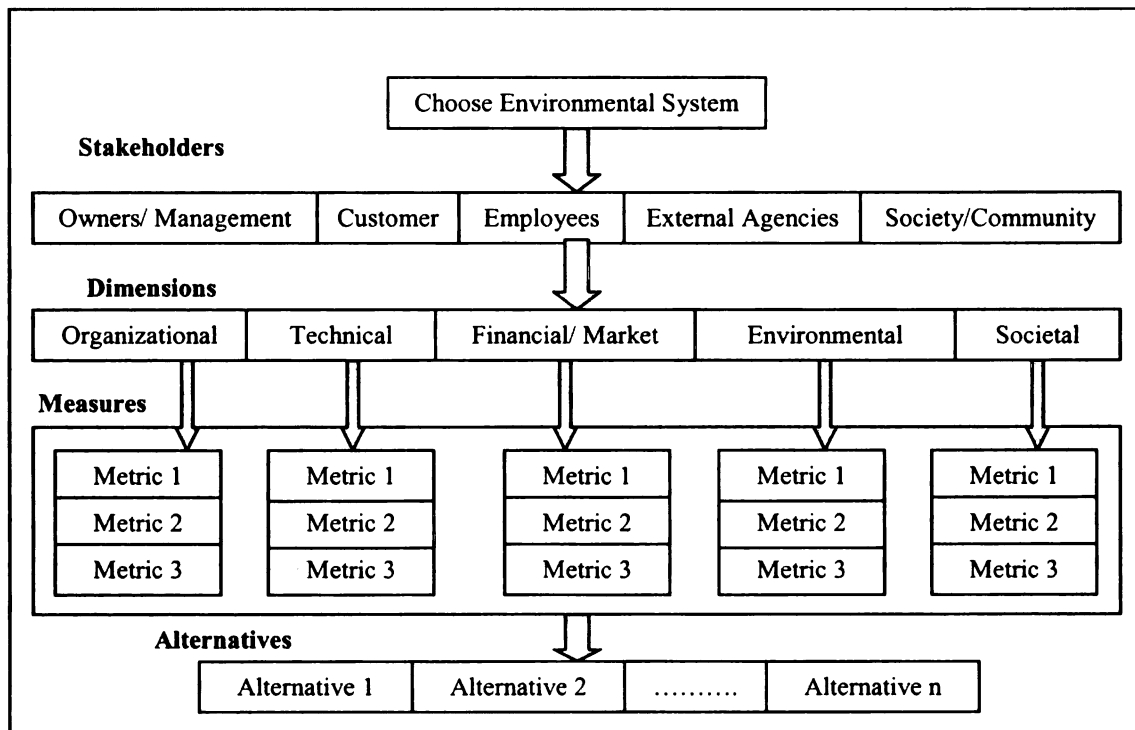 Choose Environmental System
Stakeholders
Owners/ Management Customer Employees External Agencies Society/Community
Dimensions
Organizational Technical Financial/ Market Environmental Societal
Measures
Metric 1 Metric 1 Metric 1 Metric 1 Metric 1
Metric 2 Metric 2 Metric 2 Metric 2 Metric 2
Metric 3 Metric 3 Metric 3 Metric 3 Metric 3
Alternatives
Alternative 1 Alternative 2 .......... Alternative n